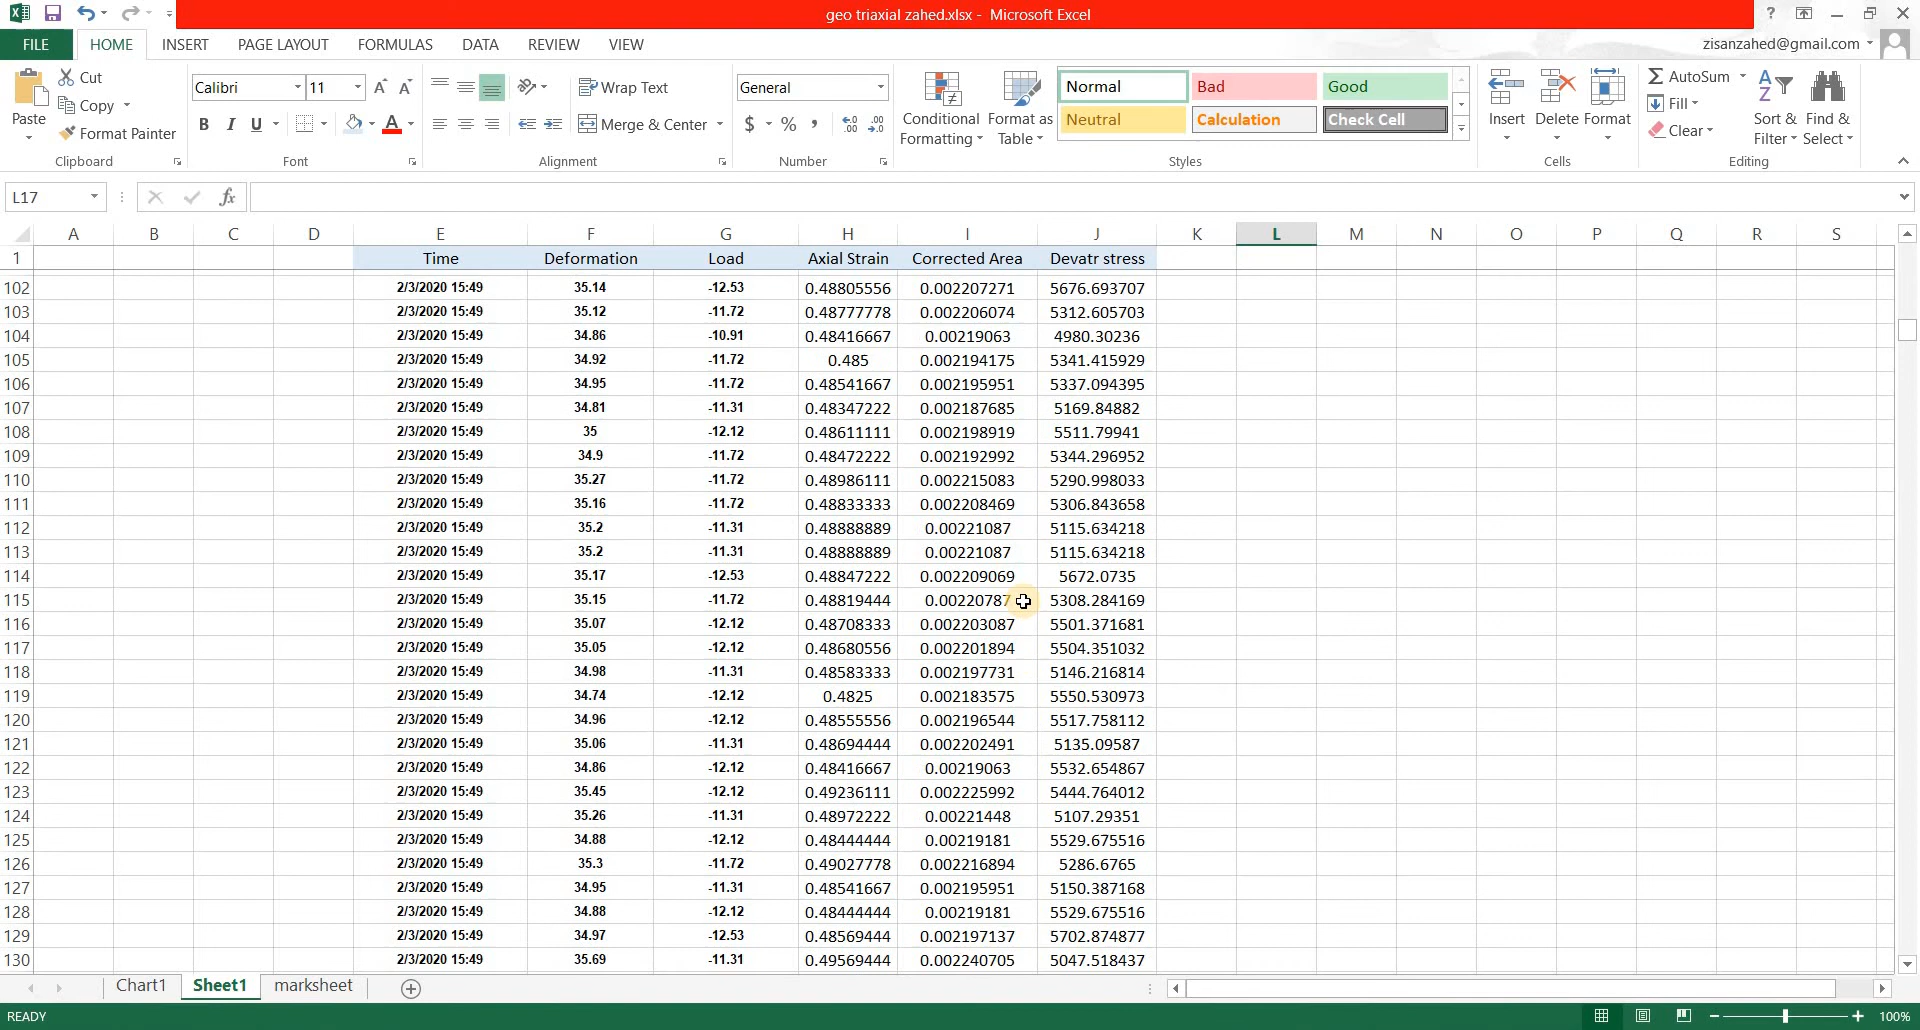 geo triaxial zahed.xlsx - Microsoft Excel
?
FILE HOME INSERT PAGE LAYOUT FORMULAS DATA REVIEW VIEW zisanzahed@gmail.com
Paste Cut Copy Format Painter Clipboard
Calibri 11 A A B I U A Font
Wrap Text Merge & Center Alignment
General $ % , Number
Conditional Formatting Format as Table Normal Bad Good Neutral Calculation Check Cell Styles
Insert Delete Format Cells
AutoSum Fill Clear Sort & Filter Find & Select Editing
L17 fx
A B C D E F G H I J K L M N O P Q R S
1 Time Deformation Load Axial Strain Corrected Area Devatr stress
102 2/3/2020 15:49 35.14 -12.53 0.48805556 0.002207271 5676.693707
103 2/3/2020 15:49 35.12 -11.72 0.48777778 0.002206074 5312.605703
104 2/3/2020 15:49 34.86 -10.91 0.48416667 0.00219063 4980.30236
105 2/3/2020 15:49 34.92 -11.72 0.485 0.002194175 5341.415929
106 2/3/2020 15:49 34.95 -11.72 0.48541667 0.002195951 5337.094395
107 2/3/2020 15:49 34.81 -11.31 0.48347222 0.002187685 5169.84882
108 2/3/2020 15:49 35 -12.12 0.48611111 0.002198919 5511.79941
109 2/3/2020 15:49 34.9 -11.72 0.48472222 0.002192992 5344.296952
110 2/3/2020 15:49 35.27 -11.72 0.48986111 0.002215083 5290.998033
111 2/3/2020 15:49 35.16 -11.72 0.48833333 0.002208469 5306.843658
112 2/3/2020 15:49 35.2 -11.31 0.48888889 0.00221087 5115.634218
113 2/3/2020 15:49 35.2 -11.31 0.48888889 0.00221087 5115.634218
114 2/3/2020 15:49 35.17 -12.53 0.48847222 0.002209069 5672.0735
115 2/3/2020 15:49 35.15 -11.72 0.48819444 0.00220787 5308.284169
116 2/3/2020 15:49 35.07 -12.12 0.48708333 0.002203087 5501.371681
117 2/3/2020 15:49 35.05 -12.12 0.48680556 0.002201894 5504.351032
118 2/3/2020 15:49 34.98 -11.31 0.48583333 0.002197731 5146.216814
119 2/3/2020 15:49 34.74 -12.12 0.4825 0.002183575 5550.530973
120 2/3/2020 15:49 34.96 -12.12 0.48555556 0.002196544 5517.758112
121 2/3/2020 15:49 35.06 -11.31 0.48694444 0.002202491 5135.09587
122 2/3/2020 15:49 34.86 -12.12 0.48416667 0.00219063 5532.654867
123 2/3/2020 15:49 35.45 -12.12 0.49236111 0.002225992 5444.764012
124 2/3/2020 15:49 35.26 -11.31 0.48972222 0.00221448 5107.29351
125 2/3/2020 15:49 34.88 -12.12 0.48444444 0.00219181 5529.675516
126 2/3/2020 15:49 35.3 -11.72 0.49027778 0.002216894 5286.6765
127 2/3/2020 15:49 34.95 -11.31 0.48541667 0.002195951 5150.387168
128 2/3/2020 15:49 34.88 -12.12 0.48444444 0.00219181 5529.675516
129 2/3/2020 15:49 34.97 -12.53 0.48569444 0.002197137 5702.874877
130 2/3/2020 15:49 35.69 -11.31 0.49569444 0.002240705 5047.518437
Chart1 Sheet1 marksheet
READY 100%